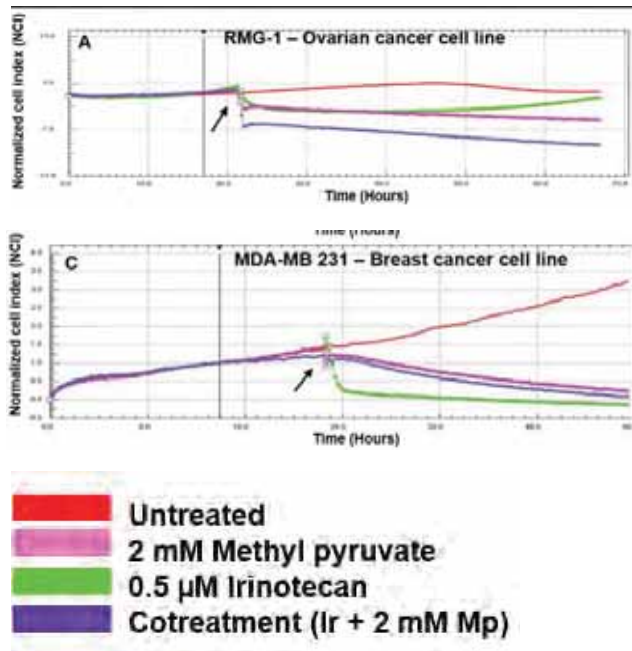 A
RMG-1 – Ovarian cancer cell line
Normalized cell index (NCI)
Time (Hours)
Time (Hours)
C
MDA-MB 231 – Breast cancer cell line
Normalized cell index (NCI)
Time (Hours)
Untreated
2 mM Methyl pyruvate
0.5 µM Irinotecan
Cotreatment (Ir + 2 mM Mp)